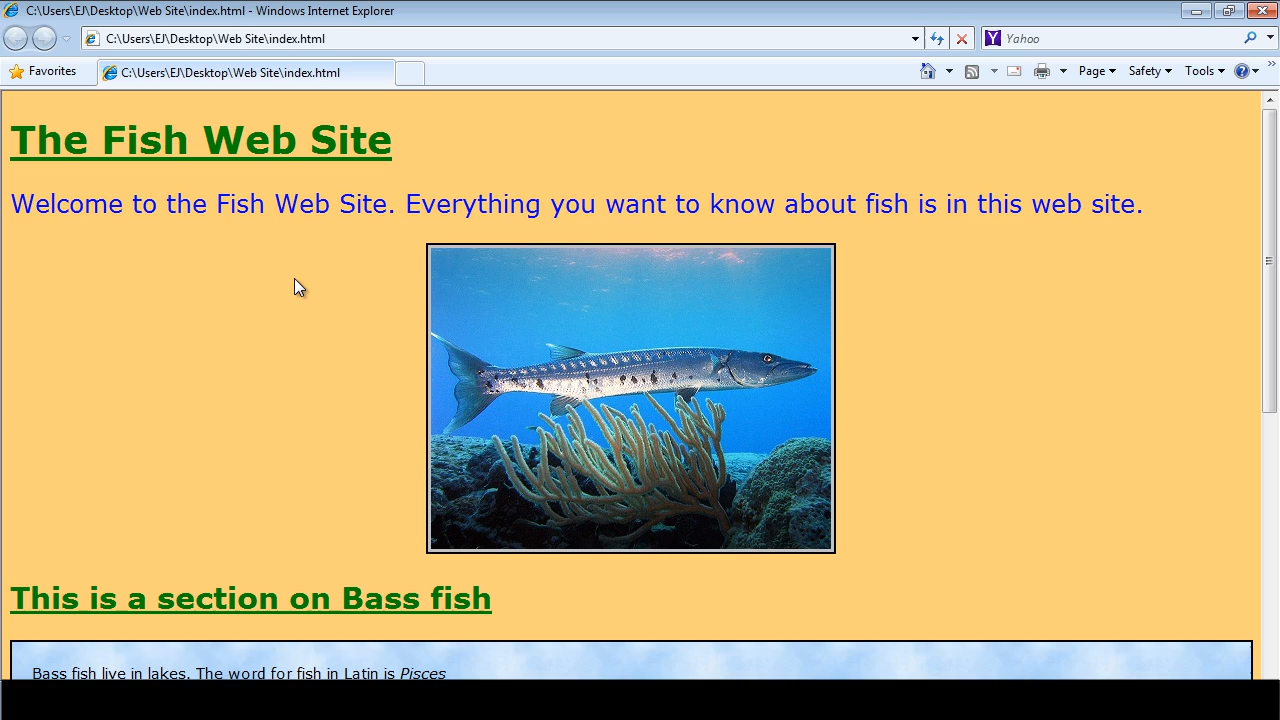 C:\Users\EJ\Desktop\Web Site\index.html - Windows Internet Explorer
C:\Users\EJ\Desktop\Web Site\index.html
Yahoo
Favorites
C:\Users\EJ\Desktop\Web Site\index.html
Page
Safety
Tools
The Fish Web Site
Welcome to the Fish Web Site. Everything you want to know about fish is in this web site.
This is a section on Bass fish
Bass fish live in lakes. The word for fish in Latin is Pisces